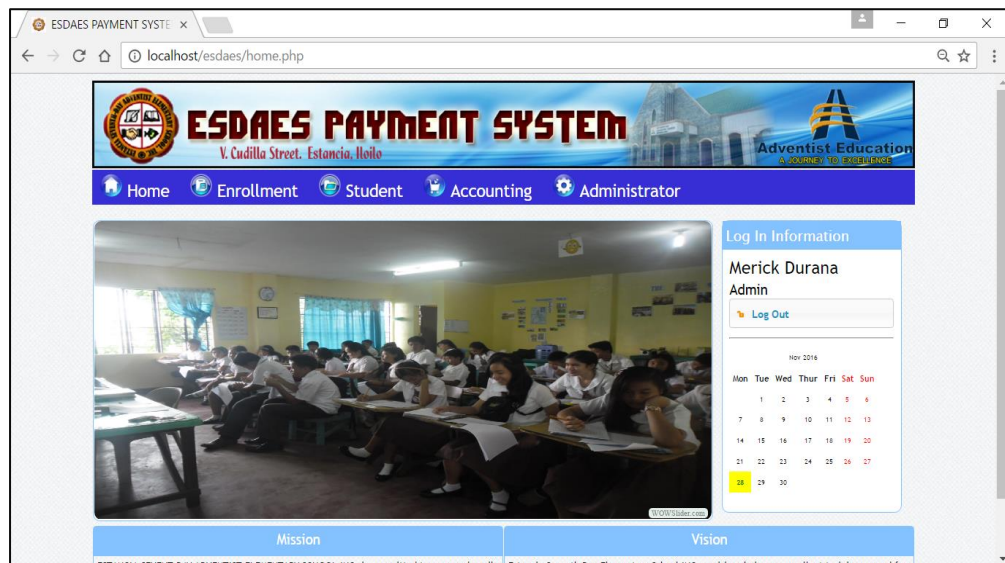 ESDAES PAYMENT SYSTE
localhost/esdaes/home.php
ESDAES PAYMENT SYSTEM
V. Cudilla Street. Estancia, Iloilo
Adventist Education
A JOURNEY TO EXCELLENCE
Home Enrollment Student Accounting Administrator
Log In Information
Merick Durana
Admin
Log Out
Nov 2016
Mon Tue Wed Thur Fri Sat Sun
1 2 3 4 5 6
7 8 9 10 11 12 13
14 15 16 17 18 19 20
21 22 23 24 25 26 27
28 29 30
WOWSlider.com
Mission Vision